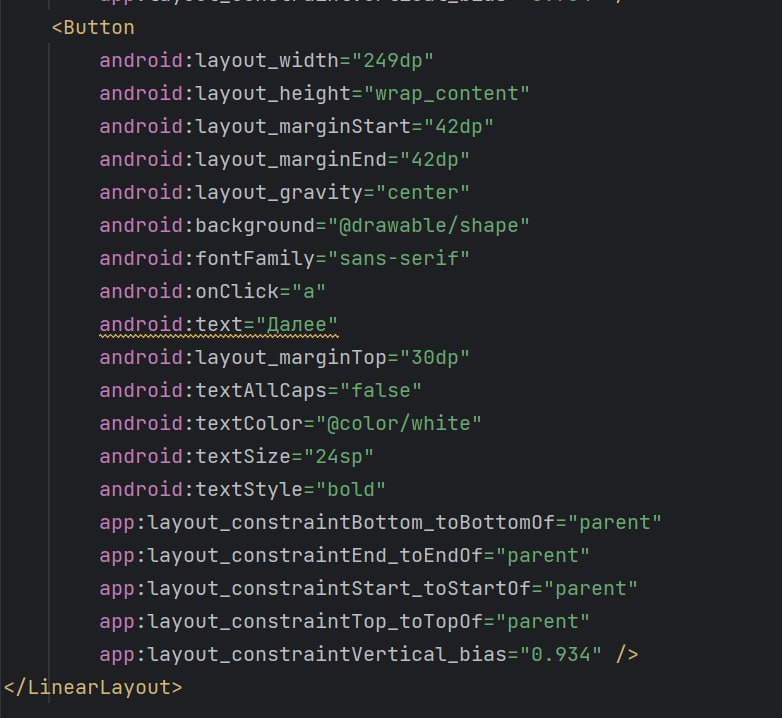 <Button
android:layout_width="249dp"
android:layout_height="wrap_content"
android:layout_marginStart="42dp"
android:layout_marginEnd="42dp"
android:layout_gravity="center"
android:background="@drawable/shape"
android:fontFamily="sans-serif"
android:onClick="a"
android:text="Далее"
android:layout_marginTop="30dp"
android:textAllCaps="false"
android:textColor="@color/white"
android:textSize="24sp"
android:textStyle="bold"
app:layout_constraintBottom_toBottomOf="parent"
app:layout_constraintEnd_toEndOf="parent"
app:layout_constraintStart_toStartOf="parent"
app:layout_constraintTop_toTopOf="parent"
app:layout_constraintVertical_bias="0.934" />
</LinearLayout>